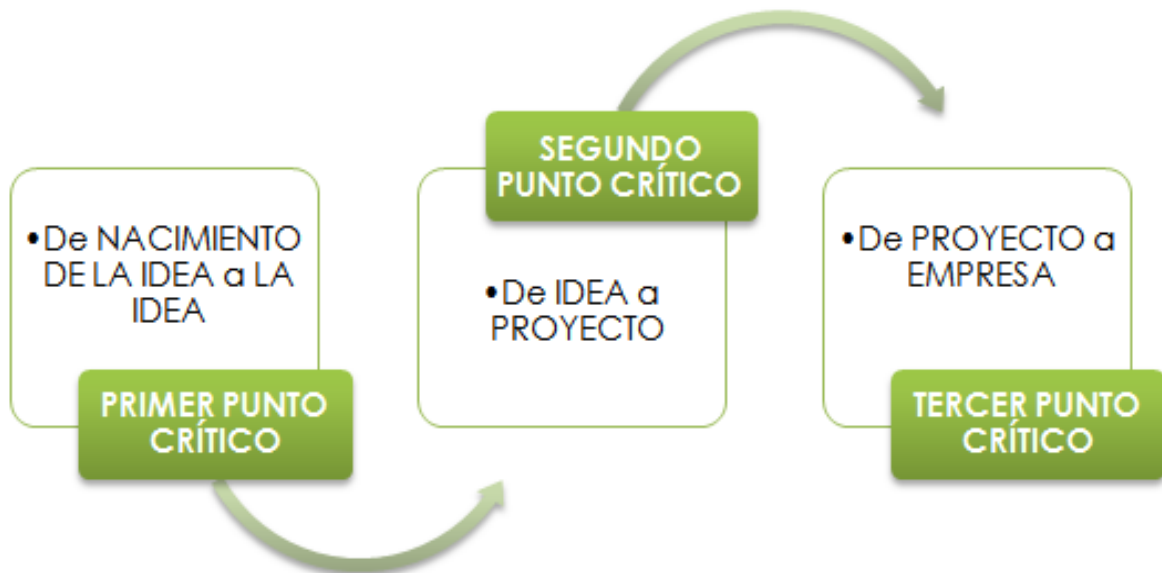 •De NACIMIENTO
DE LA IDEA a LA
IDEA
PRIMER PUNTO
CRÍTICO
SEGUNDO
PUNTO CRÍTICO
•De IDEA a
PROYECTO
•De PROYECTO a
EMPRESA
TERCER PUNTO
CRÍTICO